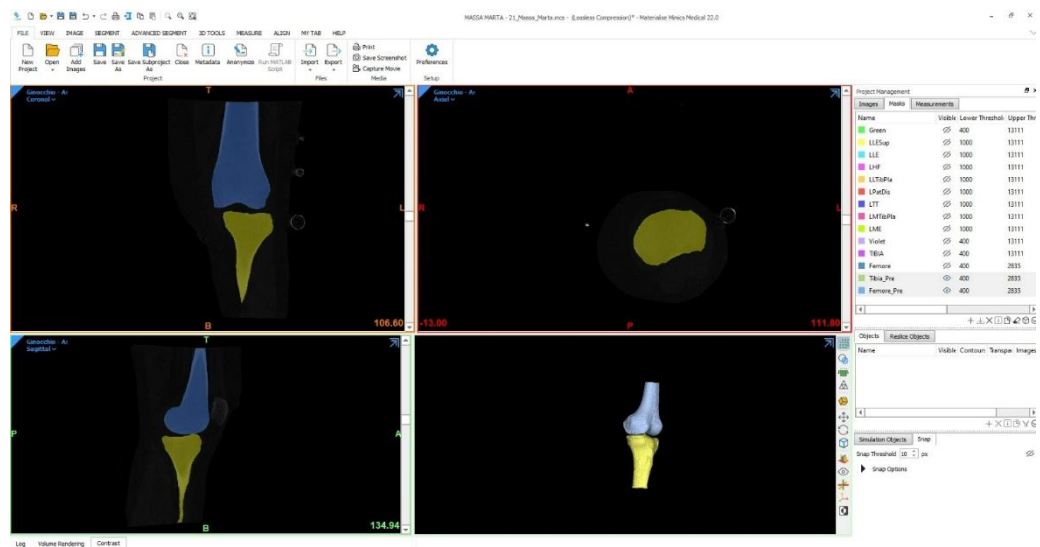 MASSA MARTA - 21_Massa_Marta.mcs - (Lossless Compression)* - Materialise Mimics Medical 22.0
FILE VIEW IMAGE SEGMENT ADVANCED SEGMENT 3D TOOLS MEASURE ALIGN MY TAB HELP
New Project Open Add Images Save Save As Save Subproject As Close Metadata Anonymize Run MATLAB Script Import Export Print Save Screenshot Capture Movie Preferences
Project Files Media Setup
Ginocchio - A:
Coronal
T
R
L
B
106.60
Ginocchio - A:
Axial
A
R
L
P
-13.00
111.80
Ginocchio - A:
Sagittal
T
P
A
B
134.94
Project Management
Images Masks Measurements
Name Visible Lower Threshol Upper Thr
Green 400 13111
LLESup 1000 13111
LLE 1000 13111
LHF 1000 13111
LLTibPla 1000 13111
LPatDis 1000 13111
LTT 1000 13111
LMTibPla 1000 13111
LME 1000 13111
Violet 400 13111
TIBIA 400 13111
Femore 400 2835
Tibia_Pre 400 2835
Femore_Pre 400 2835
Objects Reslice Objects
Name Visible Contour Transpa Images
Simulation Objects Snap
Snap Threshold 10 px
Snap Options
Log Volume Rendering Contrast